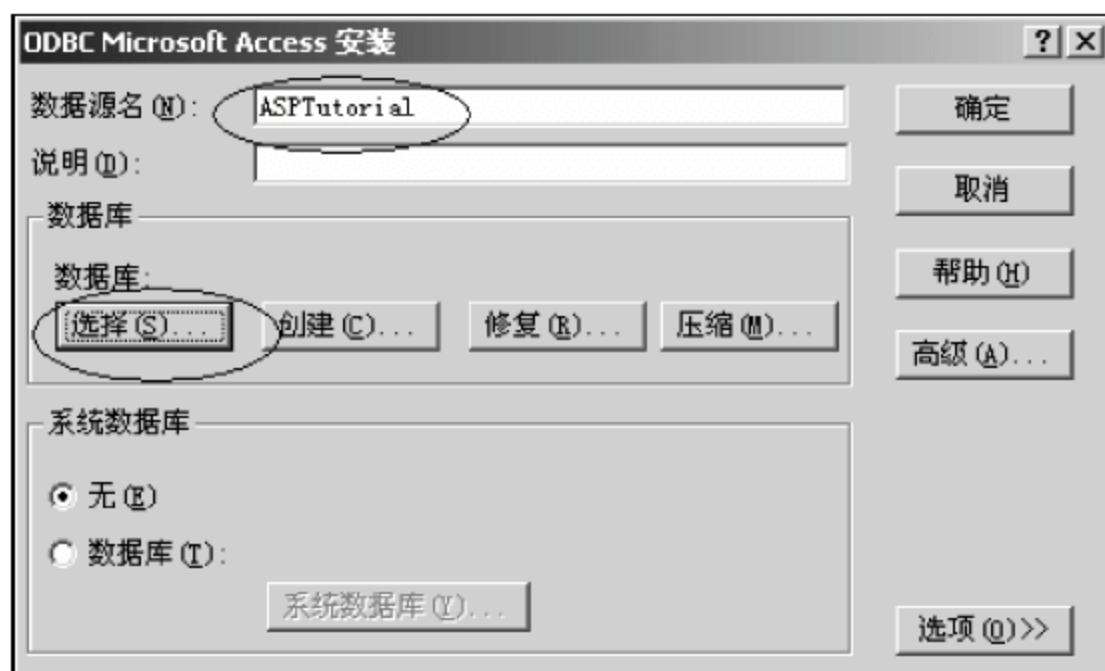 ODBC Microsoft Access 安装
数据源名(N):
ASPTutorial
确定
说明(D):
取消
数据库
数据库:
帮助(H)
选择(S)...
创建(C)...
修复(R)...
压缩(M)...
高级(A)...
系统数据库
无(E)
数据库(T):
系统数据库(Y)...
选项(O)>>